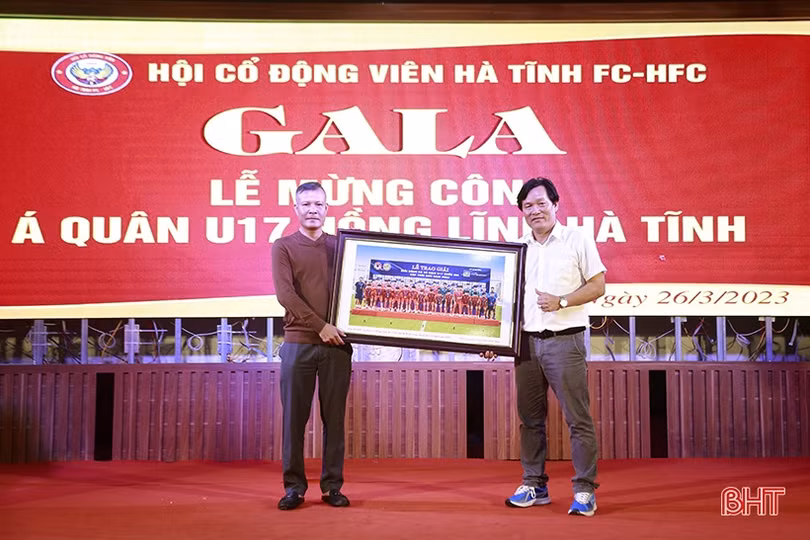 HỘI CỔ ĐỘNG VIÊN HÀ TĨNH FC-HFC
GALA
LỄ MỪNG CÔN
Á QUÂN U17 HỒNG LĨNH HÀ TĨNH
Ngày 26/3/2023
LỄ TRAO GIẢI
BHT